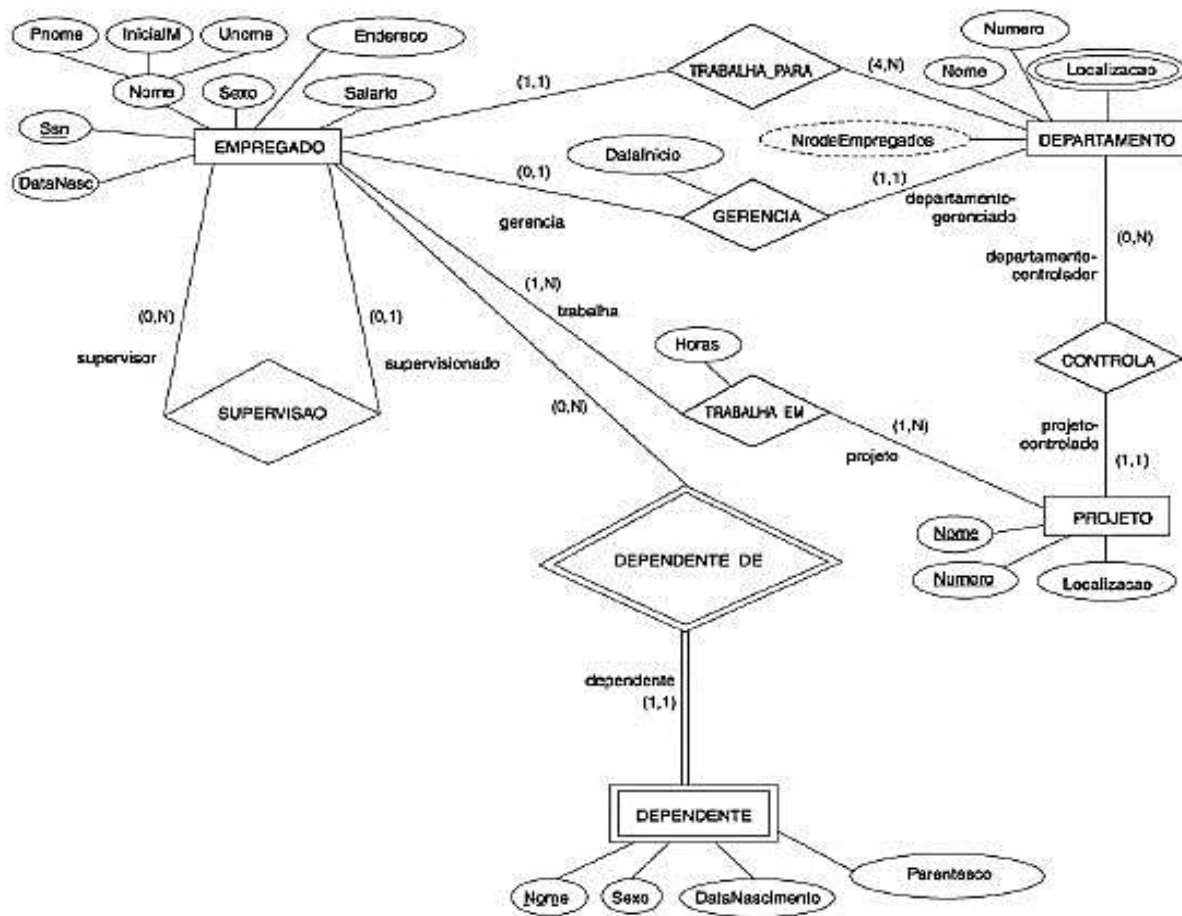 Pnome
InicialM
Unome
Endereco
Nome
Sexo
Salario
Ssn
EMPREGADO
DataNasc
(1,1)
TRABALHA PARA
(4,N)
Numero
Nome
Localizacao
NrodeEmpregados
DEPARTAMENTO
DataInicio
(0,1)
gerencia
GERENCIA
(1,1)
departamento-
gerenciado
(0,N)
departamento-
controlador
CONTROLA
projeto-
controlado
(1,1)
(0,N)
supervisor
(0,1)
supervisionado
SUPERVISAO
(1,N)
trabalha
Horas
TRABALHA EM
(1,N)
projeto
PROJETO
Nome
Numero
Localizacao
(0,N)
DEPENDENTE DE
dependente
(1,1)
DEPENDENTE
Nome
Sexo
DataNascimento
Parentesco